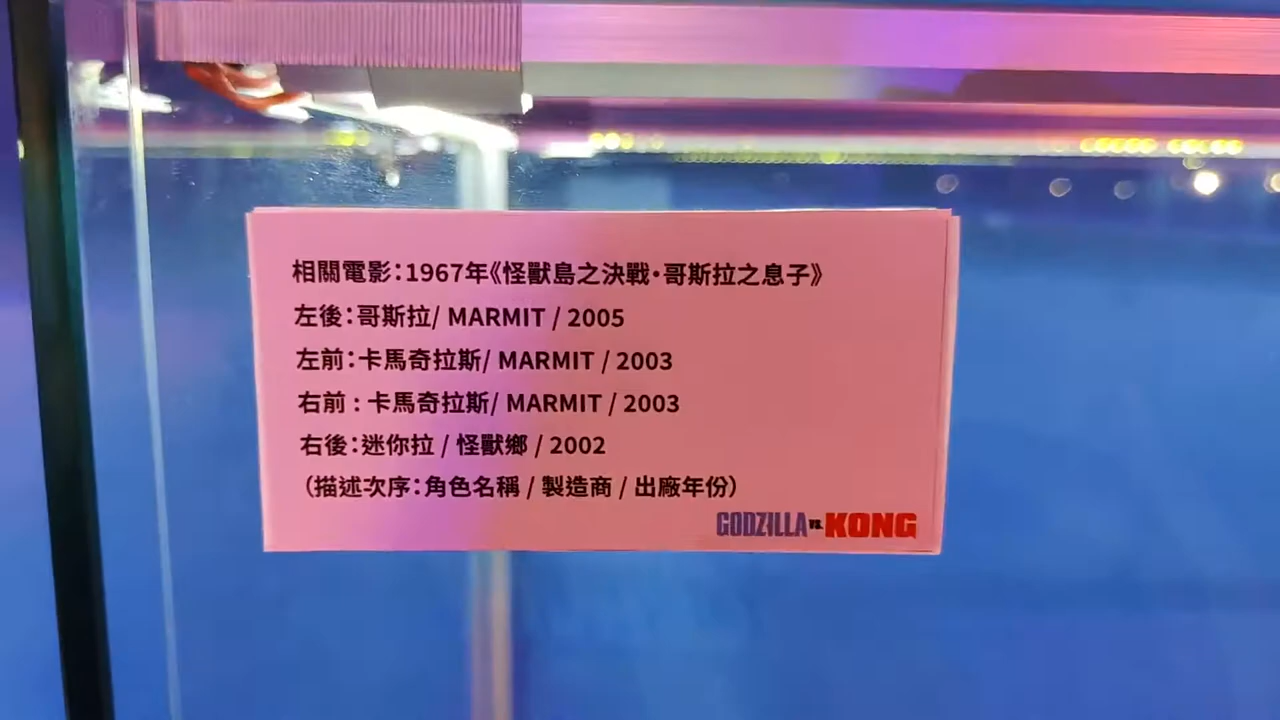 相關電影：1967年《怪獸島之決戰·哥斯拉之息子》
左後：哥斯拉/ MARMIT / 2005
左前：卡馬奇拉斯/ MARMIT / 2003
右前：卡馬奇拉斯/ MARMIT / 2003
右後：迷你拉 / 怪獸鄉 / 2002
（描述次序：角色名稱 / 製造商 / 出廠年份）
GODZILLA VS. KONG